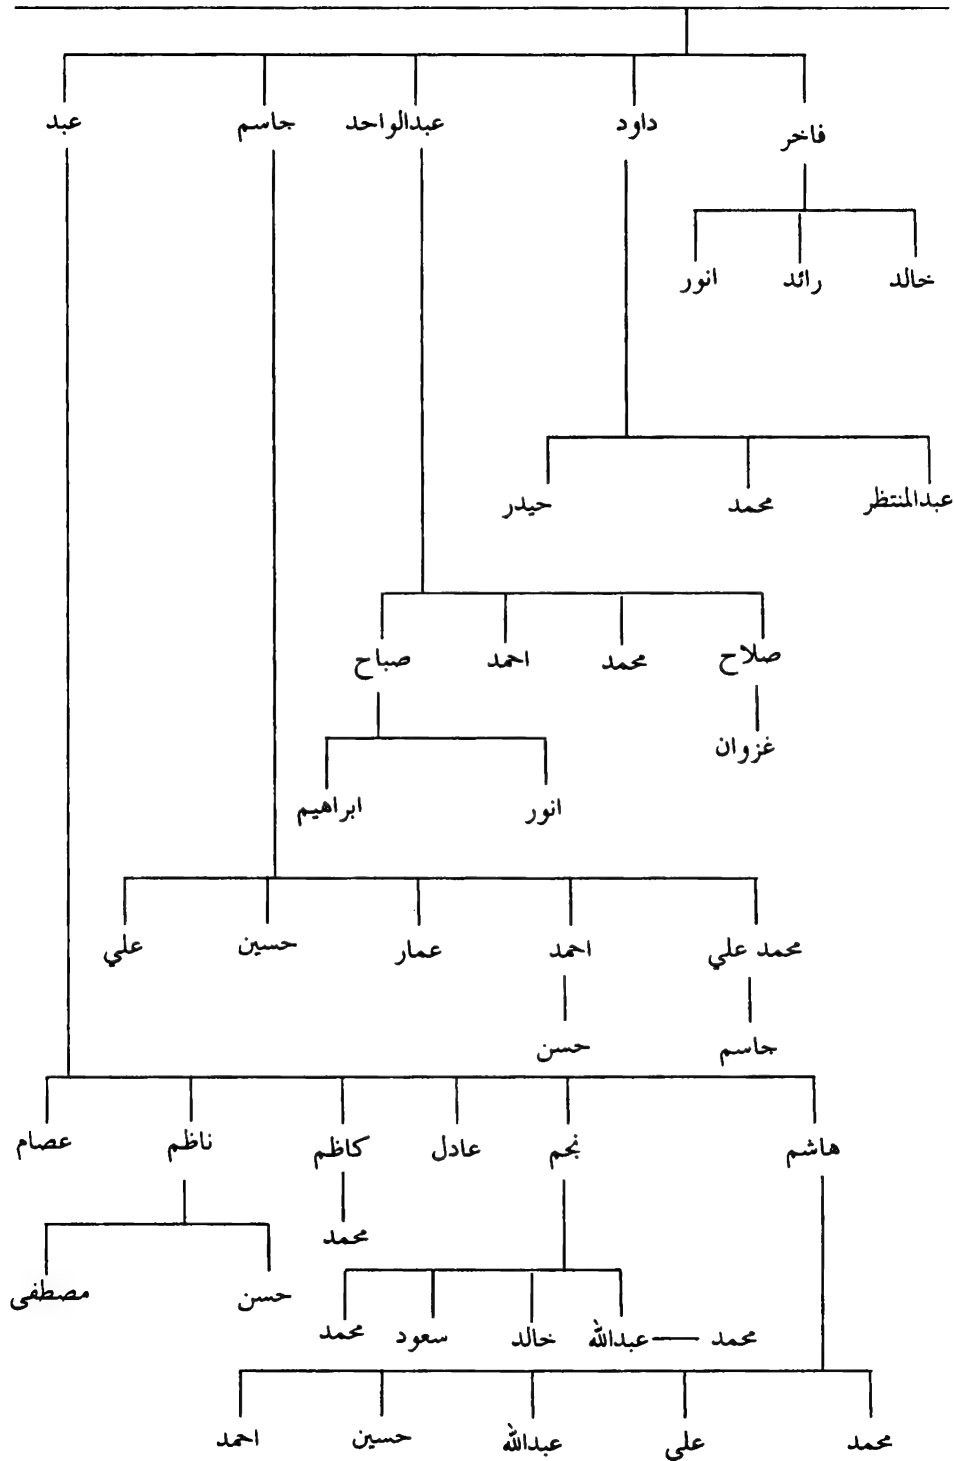 فاخر داود عبدالواحد جاسم عبد
خالد رائد انور
عبدالمنتظر محمد حيدر
صلاح محمد احمد صباح
غزوان
انور ابراهيم
محمد علي احمد عمار حسين علي
جاسم حسن
هاشم نجم عادل كاظم ناظم عصام
محمد
حسن مصطفى
محمد عبدالله خالد سعود محمد
محمد علي عبدالله حسين احمد